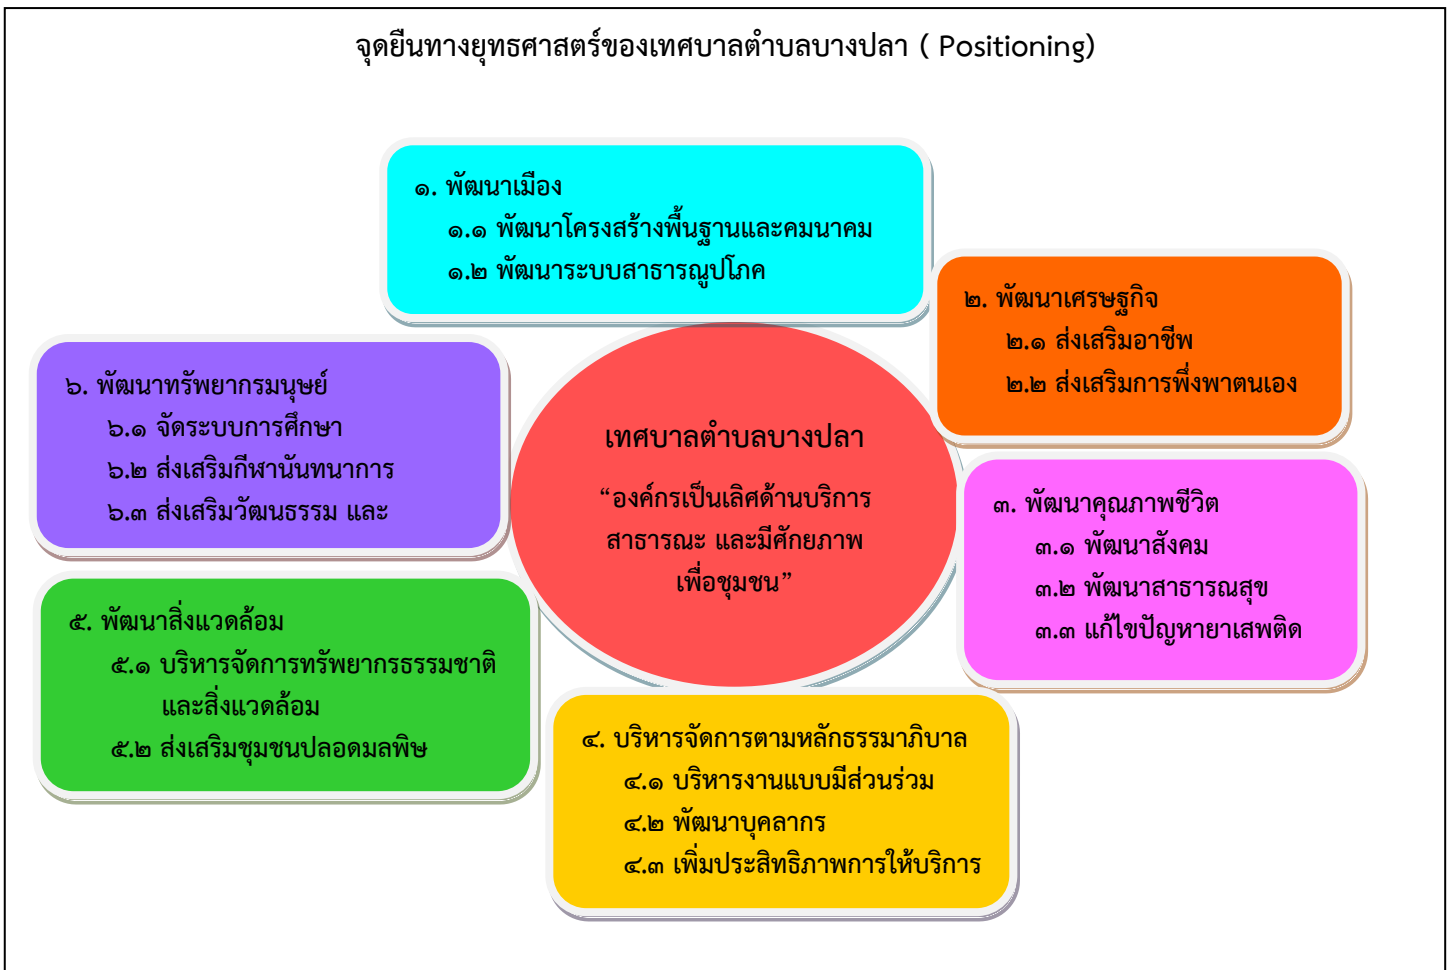 จุดยืนทางยุทธศาสตร์ของเทศบาลตำบลบางปลา ( Positioning)
๑. พัฒนาเมือง
๑.๑ พัฒนาโครงสร้างพื้นฐานและคมนาคม
๑.๒ พัฒนาระบบสาธารณูปโภค
๒. พัฒนาเศรษฐกิจ
๒.๑ ส่งเสริมอาชีพ
๒.๒ ส่งเสริมการพึ่งพาตนเอง
๓. พัฒนาคุณภาพชีวิต
๓.๑ พัฒนาสังคม
๓.๒ พัฒนาสาธารณสุข
๓.๓ แก้ไขปัญหายาเสพติด
๔. บริหารจัดการตามหลักธรรมาภิบาล
๔.๑ บริหารงานแบบมีส่วนร่วม
๔.๒ พัฒนาบุคลากร
๔.๓ เพิ่มประสิทธิภาพการให้บริการ
๕. พัฒนาสิ่งแวดล้อม
๕.๑ บริหารจัดการทรัพยากรธรรมชาติ
และสิ่งแวดล้อม
๕.๒ ส่งเสริมชุมชนปลอดมลพิษ
๖. พัฒนาทรัพยากรมนุษย์
๖.๑ จัดระบบการศึกษา
๖.๒ ส่งเสริมกีฬานันทนาการ
๖.๓ ส่งเสริมวัฒนธรรม และ
เทศบาลตำบลบางปลา
“องค์กรเป็นเลิศด้านบริการ
สาธารณะ และมีศักยภาพ
เพื่อชุมชน”